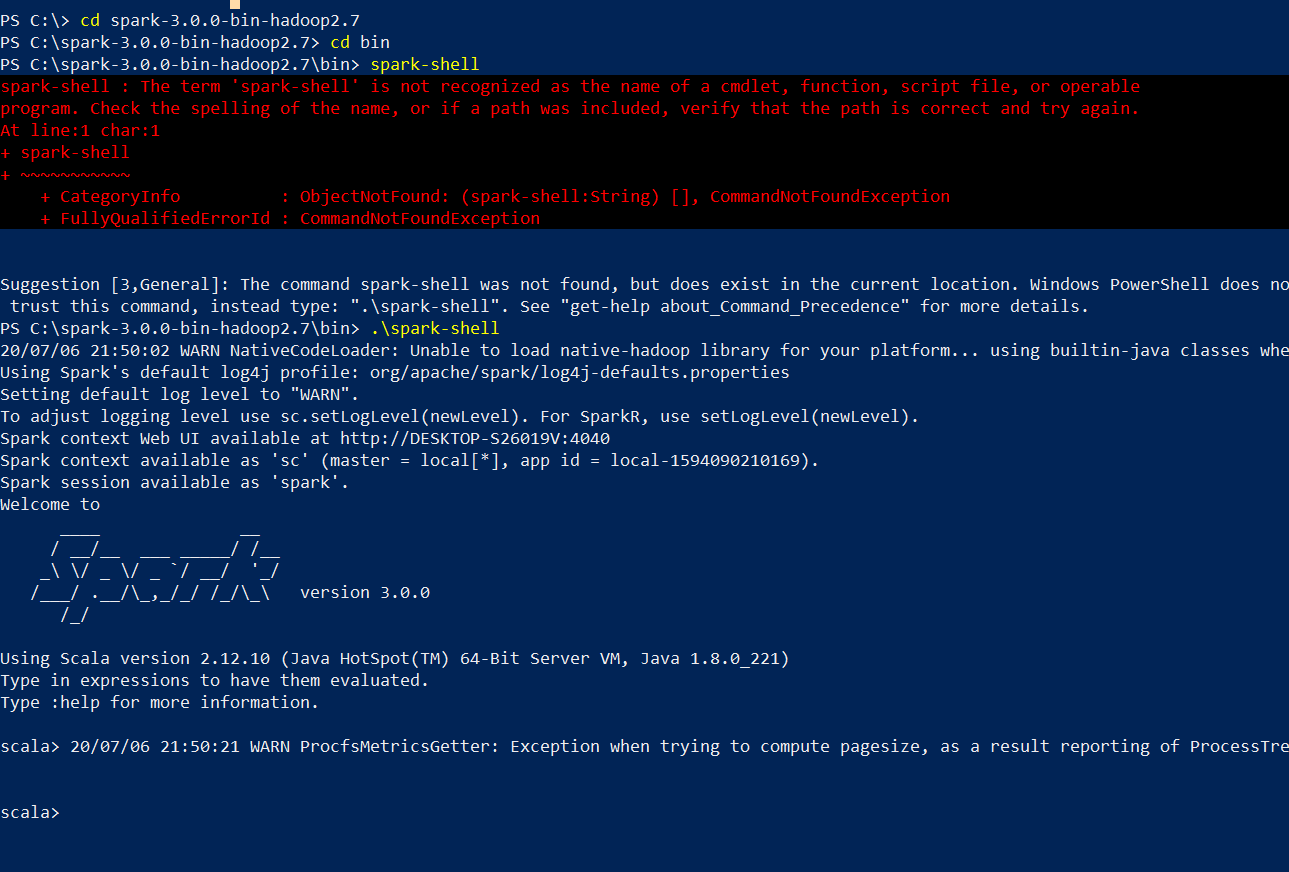 PS C:\> cd spark-3.0.0-bin-hadoop2.7
PS C:\spark-3.0.0-bin-hadoop2.7> cd bin
PS C:\spark-3.0.0-bin-hadoop2.7\bin> spark-shell
spark-shell : The term 'spark-shell' is not recognized as the name of a cmdlet, function, script file, or operable
program. Check the spelling of the name, or if a path was included, verify that the path is correct and try again.
At line:1 char:1
+ spark-shell
+ ~~~~~~~~~~~
    + CategoryInfo          : ObjectNotFound: (spark-shell:String) [], CommandNotFoundException
    + FullyQualifiedErrorId : CommandNotFoundException
Suggestion [3,General]: The command spark-shell was not found, but does exist in the current location. Windows PowerShell does no
 trust this command, instead type: ".\spark-shell". See "get-help about_Command_Precedence" for more details.
PS C:\spark-3.0.0-bin-hadoop2.7\bin> .\spark-shell
20/07/06 21:50:02 WARN NativeCodeLoader: Unable to load native-hadoop library for your platform... using builtin-java classes whe
Using Spark's default log4j profile: org/apache/spark/log4j-defaults.properties
Setting default log level to "WARN".
To adjust logging level use sc.setLogLevel(newLevel). For SparkR, use setLogLevel(newLevel).
Spark context Web UI available at http://DESKTOP-S26019V:4040
Spark context available as 'sc' (master = local[*], app id = local-1594090210169).
Spark session available as 'spark'.
Welcome to
      ____              __
     / __/__  ___ _____/ /__
    _\ \/ _ \/ _ `/ __/  '_/
   /___/ .__/\_,_/_/ /_/\_\   version 3.0.0
      /_/
Using Scala version 2.12.10 (Java HotSpot(TM) 64-Bit Server VM, Java 1.8.0_221)
Type in expressions to have them evaluated.
Type :help for more information.
scala> 20/07/06 21:50:21 WARN ProcfsMetricsGetter: Exception when trying to compute pagesize, as a result reporting of ProcessTre
scala>